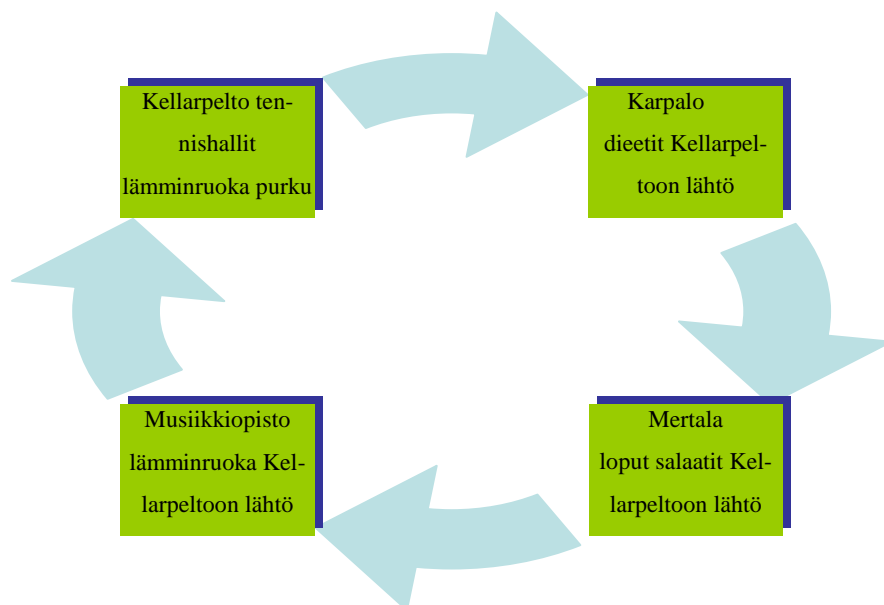 Kellarpelto ten-
nishallit
lämminruoka purku
Karpalo
dieetit Kellarpel-
toon lähtö
Musiikkiopisto
lämminruoka Kel-
larpeltoon lähtö
Mertala
loput salaatit Kel-
larpeltoon lähtö